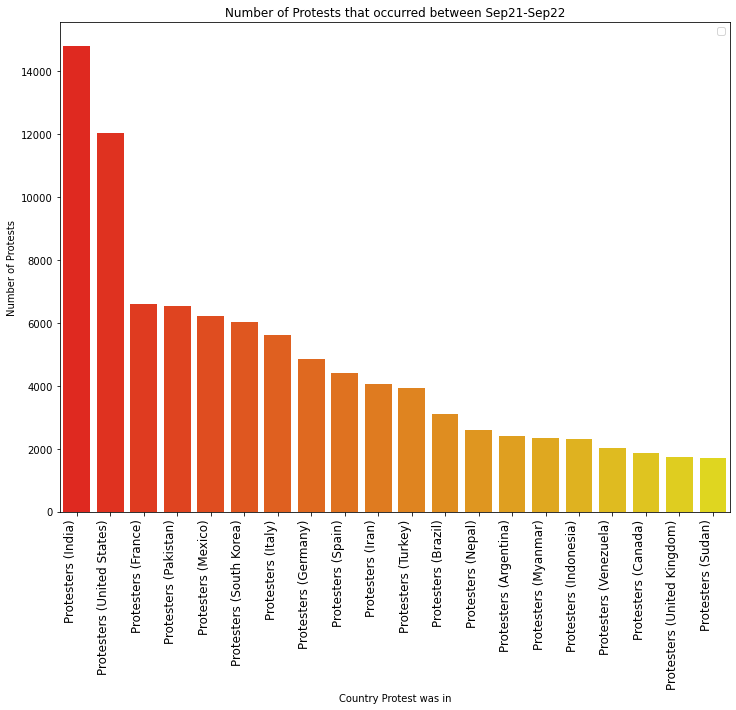 Number of Protests that occurred between Sep21-Sep22
Number of Protests
14000
12000
10000
8000
6000
4000
2000
0
Protesters (India)
Protesters (United States)
Protesters (France)
Protesters (Pakistan)
Protesters (Mexico)
Protesters (South Korea)
Protesters (Italy)
Protesters (Germany)
Protesters (Spain)
Protesters (Iran)
Protesters (Turkey)
Protesters (Brazil)
Protesters (Nepal)
Protesters (Argentina)
Protesters (Myanmar)
Protesters (Indonesia)
Protesters (Venezuela)
Protesters (Canada)
Protesters (United Kingdom)
Protesters (Sudan)
Country Protest was in